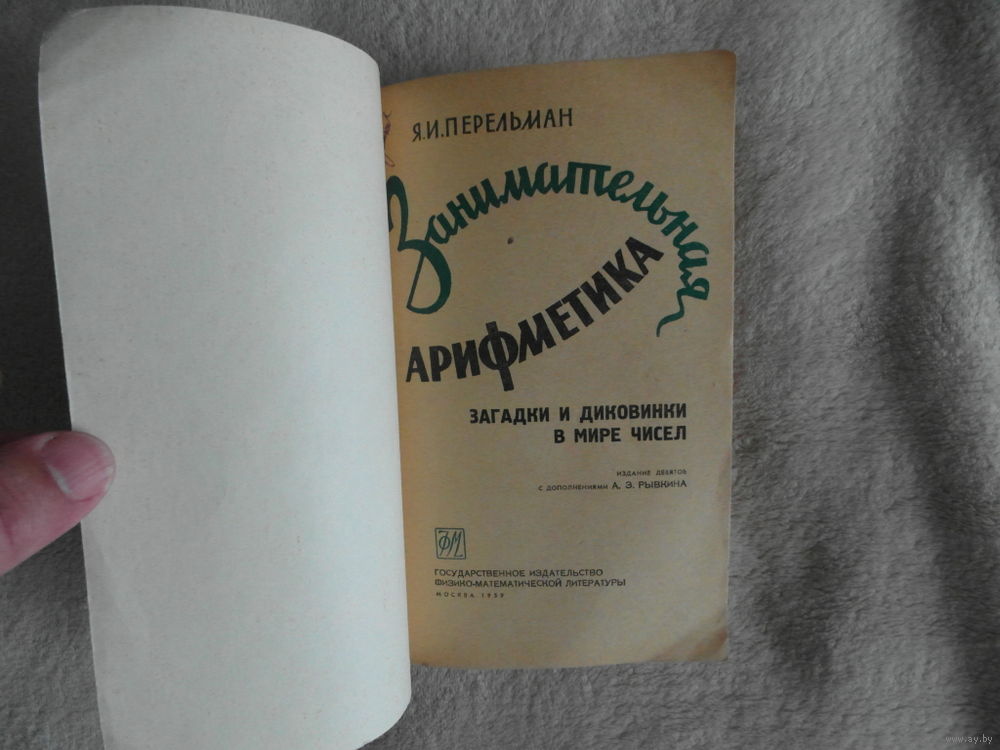 Я.И.ПЕРЕЛЬМАН
Занимательная
АРИФМЕТИКА
ЗАГАДКИ И ДИКОВИНКИ
В МИРЕ ЧИСЕЛ
ИЗДАНИЕ ДЕВЯТОЕ
С ДОПОЛНЕНИЯМИ А. З. РЫВКИНА
ФМ
ГОСУДАРСТВЕННОЕ ИЗДАТЕЛЬСТВО
ФИЗИКО-МАТЕМАТИЧЕСКОЙ ЛИТЕРАТУРЫ
МОСКВА 1959
www.ay.by